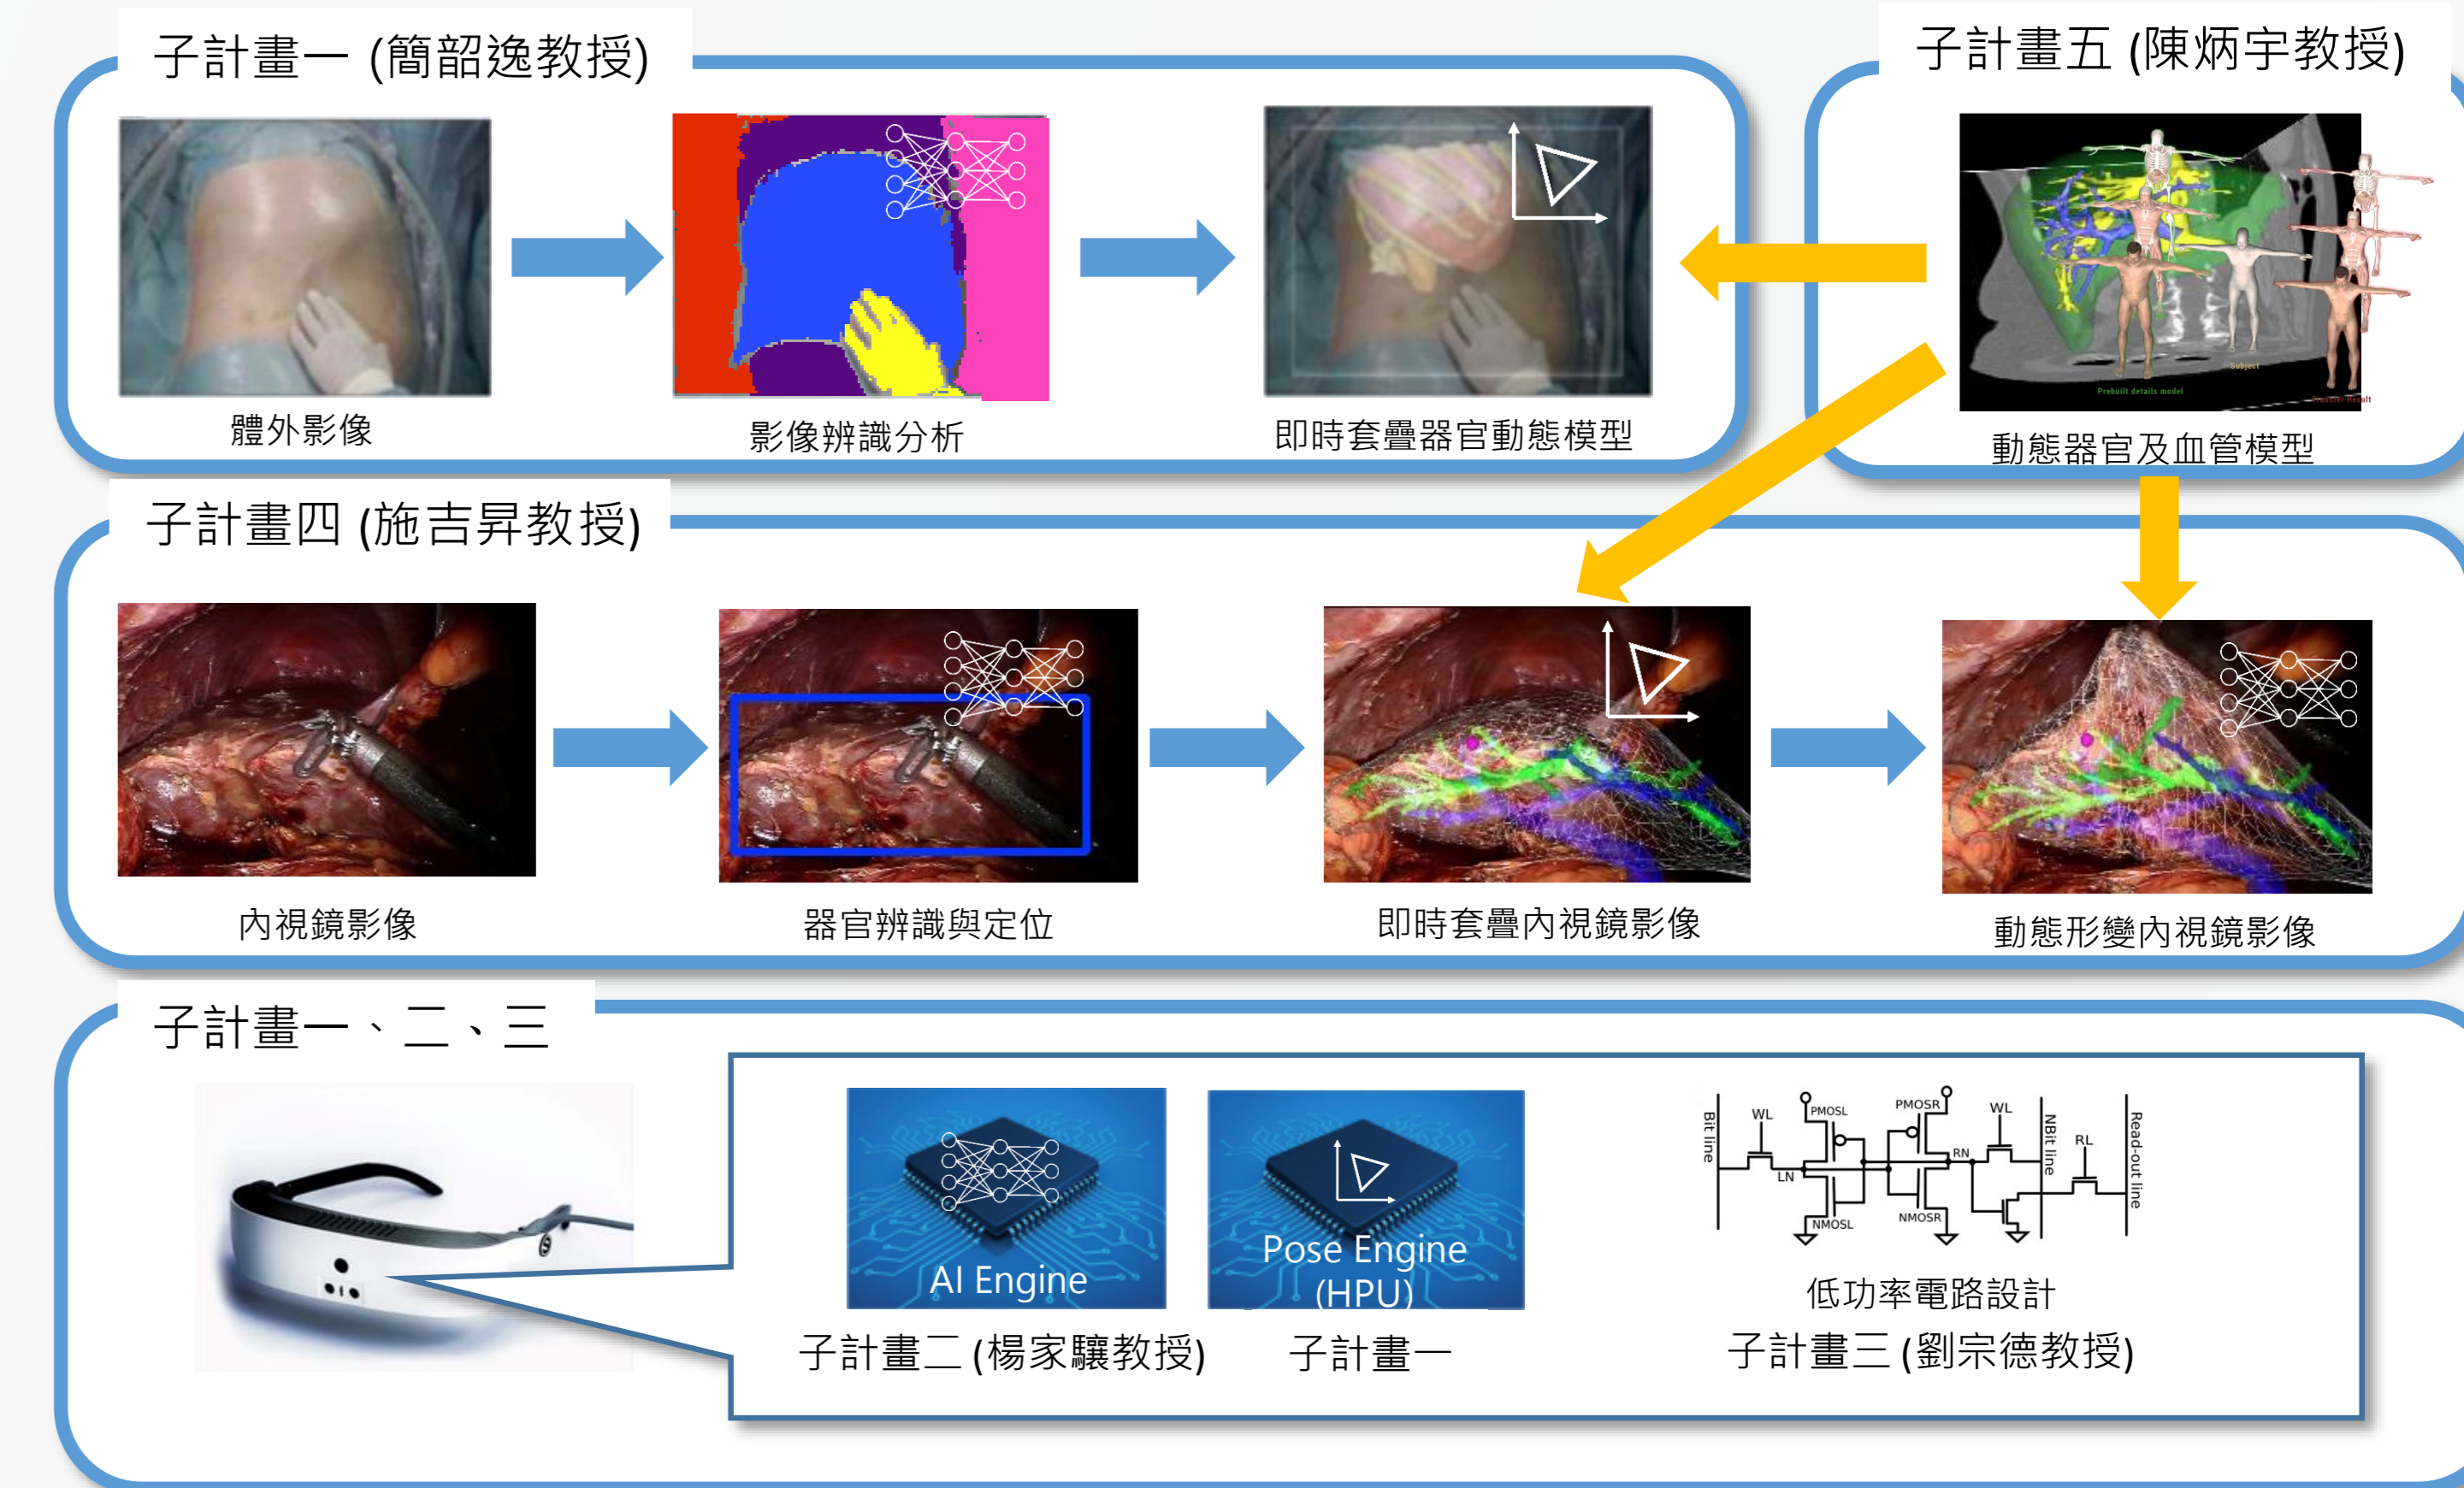 子計畫一 (簡韶逸教授)
體外影像
影像辨識分析
即時套疊器官動態模型
子計畫五 (陳炳宇教授)
Prebuilt details model
Subject
Transfer Result
動態器官及血管模型
子計畫四 (施吉昇教授)
內視鏡影像
器官辨識與定位
即時套疊內視鏡影像
動態形變內視鏡影像
子計畫一、二、三
AI Engine
子計畫二 (楊家驤教授)
Pose Engine
(HPU)
子計畫一
Bit line
WL
PMOSL
PMOSR
WL
NBit line
RL
Read-out line
LN
RN
NMOSL
NMOSR
低功率電路設計
子計畫三 (劉宗德教授)